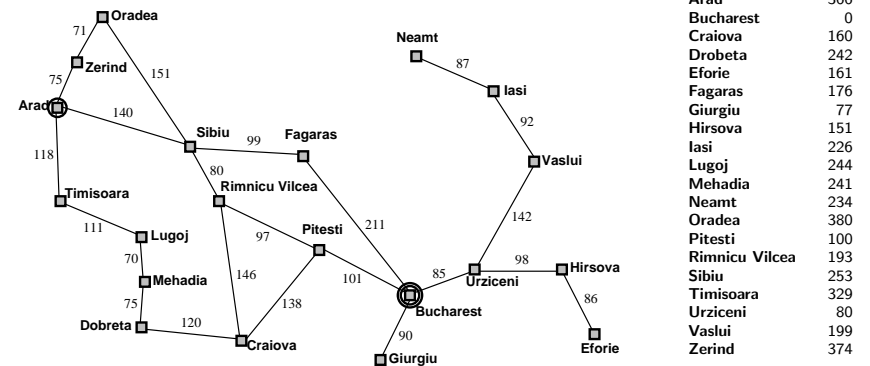 Oradea
71
Neamt
Zerind
87
75
151
Iasi
Arad
140
92
Sibiu
Fagaras
99
118
Vaslui
80
Rimnicu Vilcea
Timisoara
142
211
111
Lugoj
97
Pitesti
70
98
Hirsova
146
85
101
Mehadia
Urziceni
86
75
138
Bucharest
Dobreta
120
90
Craiova
Eforie
Giurgiu
Bucharest 0
Craiova 160
Drobeta 242
Eforie 161
Fagaras 176
Giurgiu 77
Hirsova 151
Iasi 226
Lugoj 244
Mehadia 241
Neamt 234
Oradea 380
Pitesti 100
Rimnicu Vilcea 193
Sibiu 253
Timisoara 329
Urziceni 80
Vaslui 199
Zerind 374